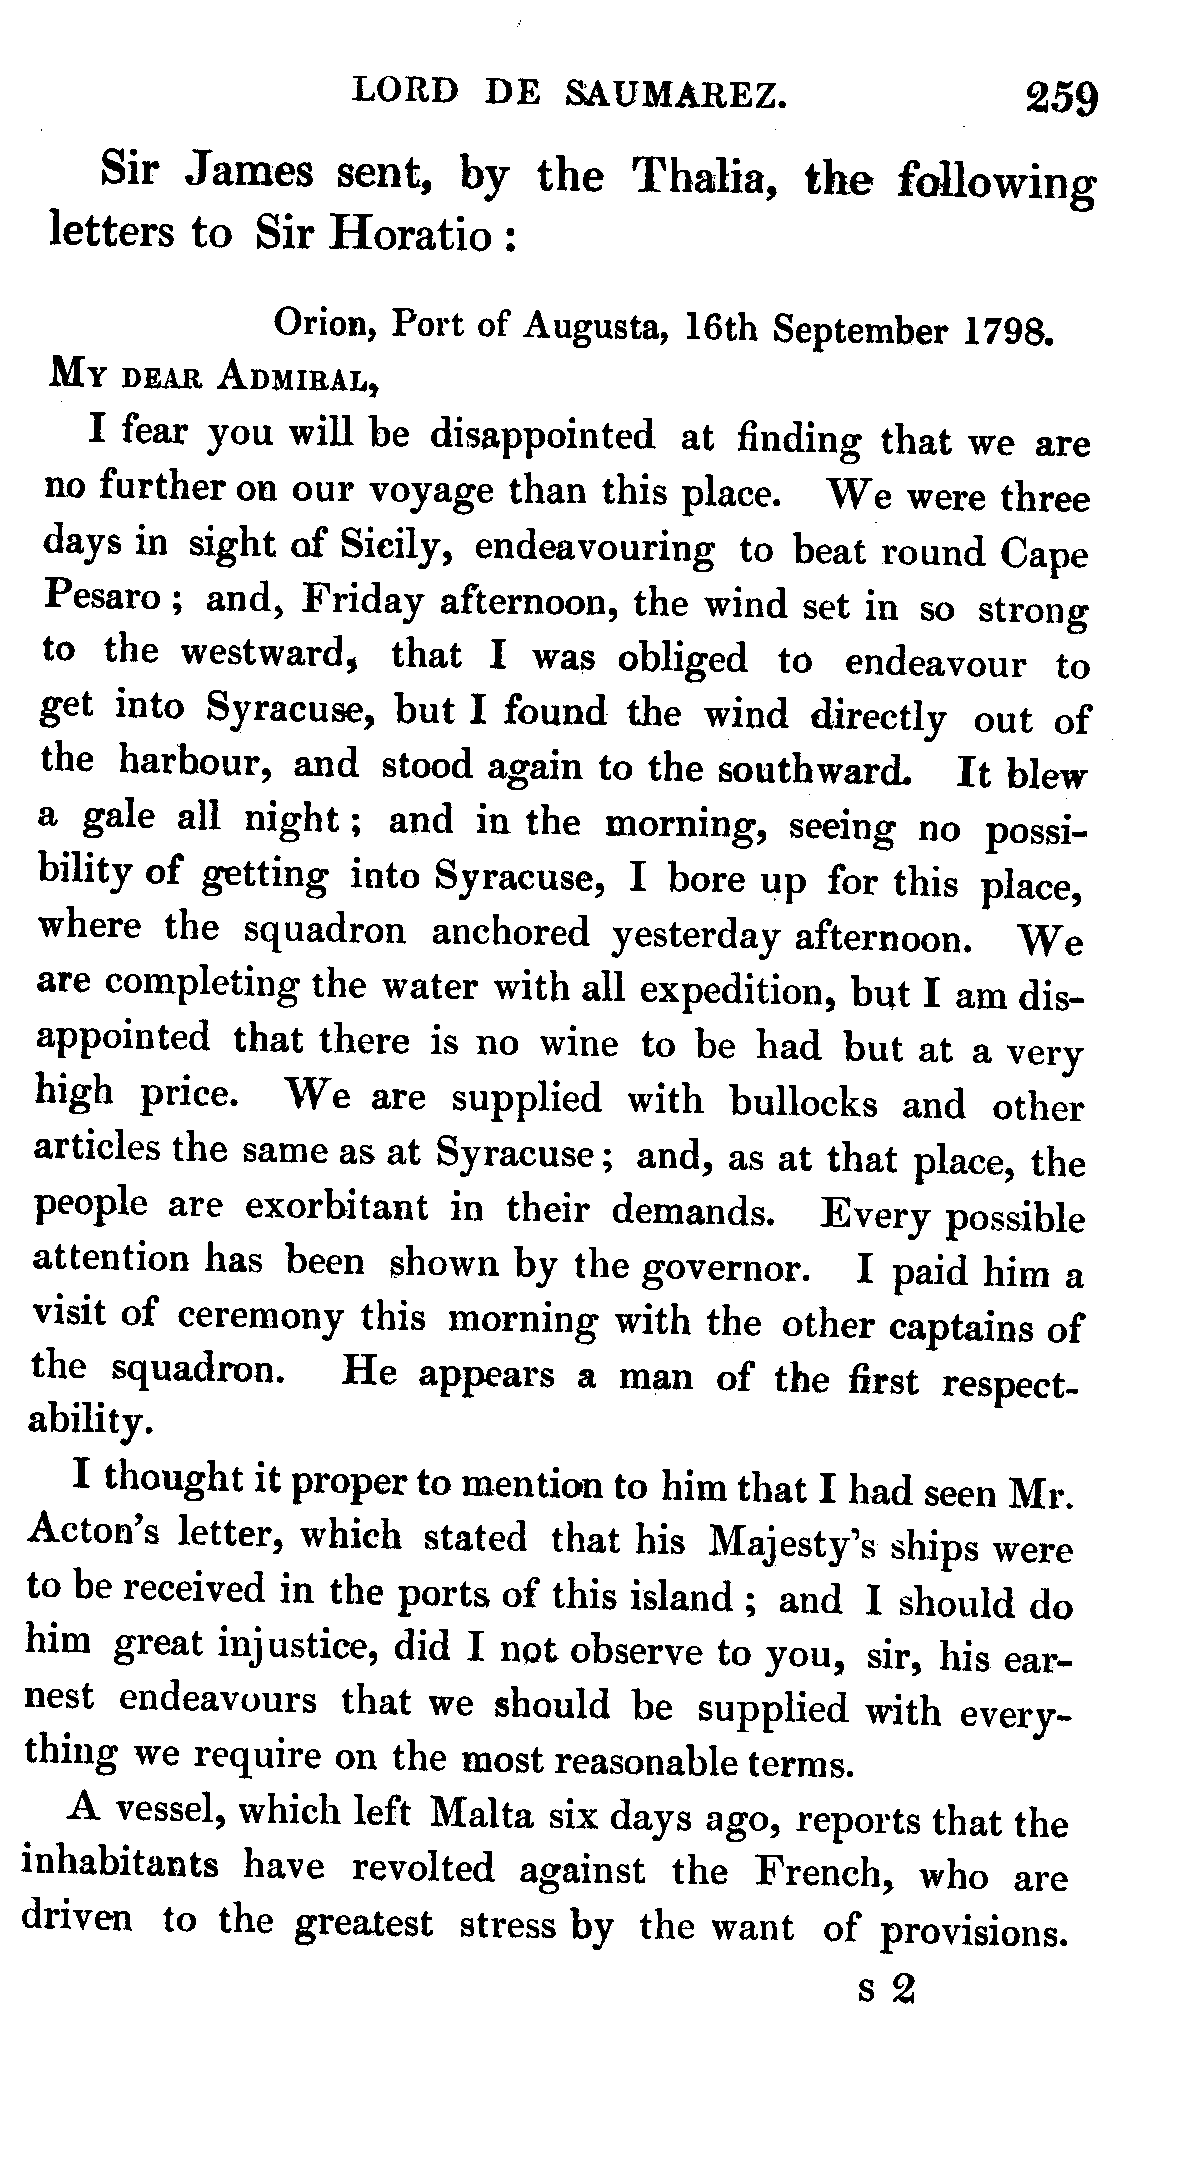 LORD DE SAUMAREZ. 259
Sir James sent, by the Thalia, the following
letters to Sir Horatio :
Orion, Port of Augusta, 16th September 1798.
MY DEAR ADMIRAL,
I fear you will be disappointed at finding that we are
no further on our voyage than this place. We were three
days in sight of Sicily, endeavouring to beat round Cape
Pesaro ; and, Friday afternoon, the wind set in so strong
to the westward, that I was obliged to endeavour to
get into Syracuse, but I found the wind directly out of
the harbour, and stood again to the southward. It blew
a gale all night ; and in the morning, seeing no possi-
bility of getting into Syracuse, I bore up for this place,
where the squadron anchored yesterday afternoon. We
are completing the water with all expedition, but I am dis-
appointed that there is no wine to be had but at a very
high price. We are supplied with bullocks and other
articles the same as at Syracuse ; and, as at that place, the
people are exorbitant in their demands. Every possible
attention has been shown by the governor. I paid him a
visit of ceremony this morning with the other captains of
the squadron. He appears a man of the first respect-
ability.
I thought it proper to mention to him that I had seen Mr.
Acton's letter, which stated that his Majesty's ships were
to be received in the ports of this island ; and I should do
him great injustice, did I not observe to you, sir, his ear-
nest endeavours that we should be supplied with every-
thing we require on the most reasonable terms.
A vessel, which left Malta six days ago, reports that the
inhabitants have revolted against the French, who are
driven to the greatest stress by the want of provisions.
s 2